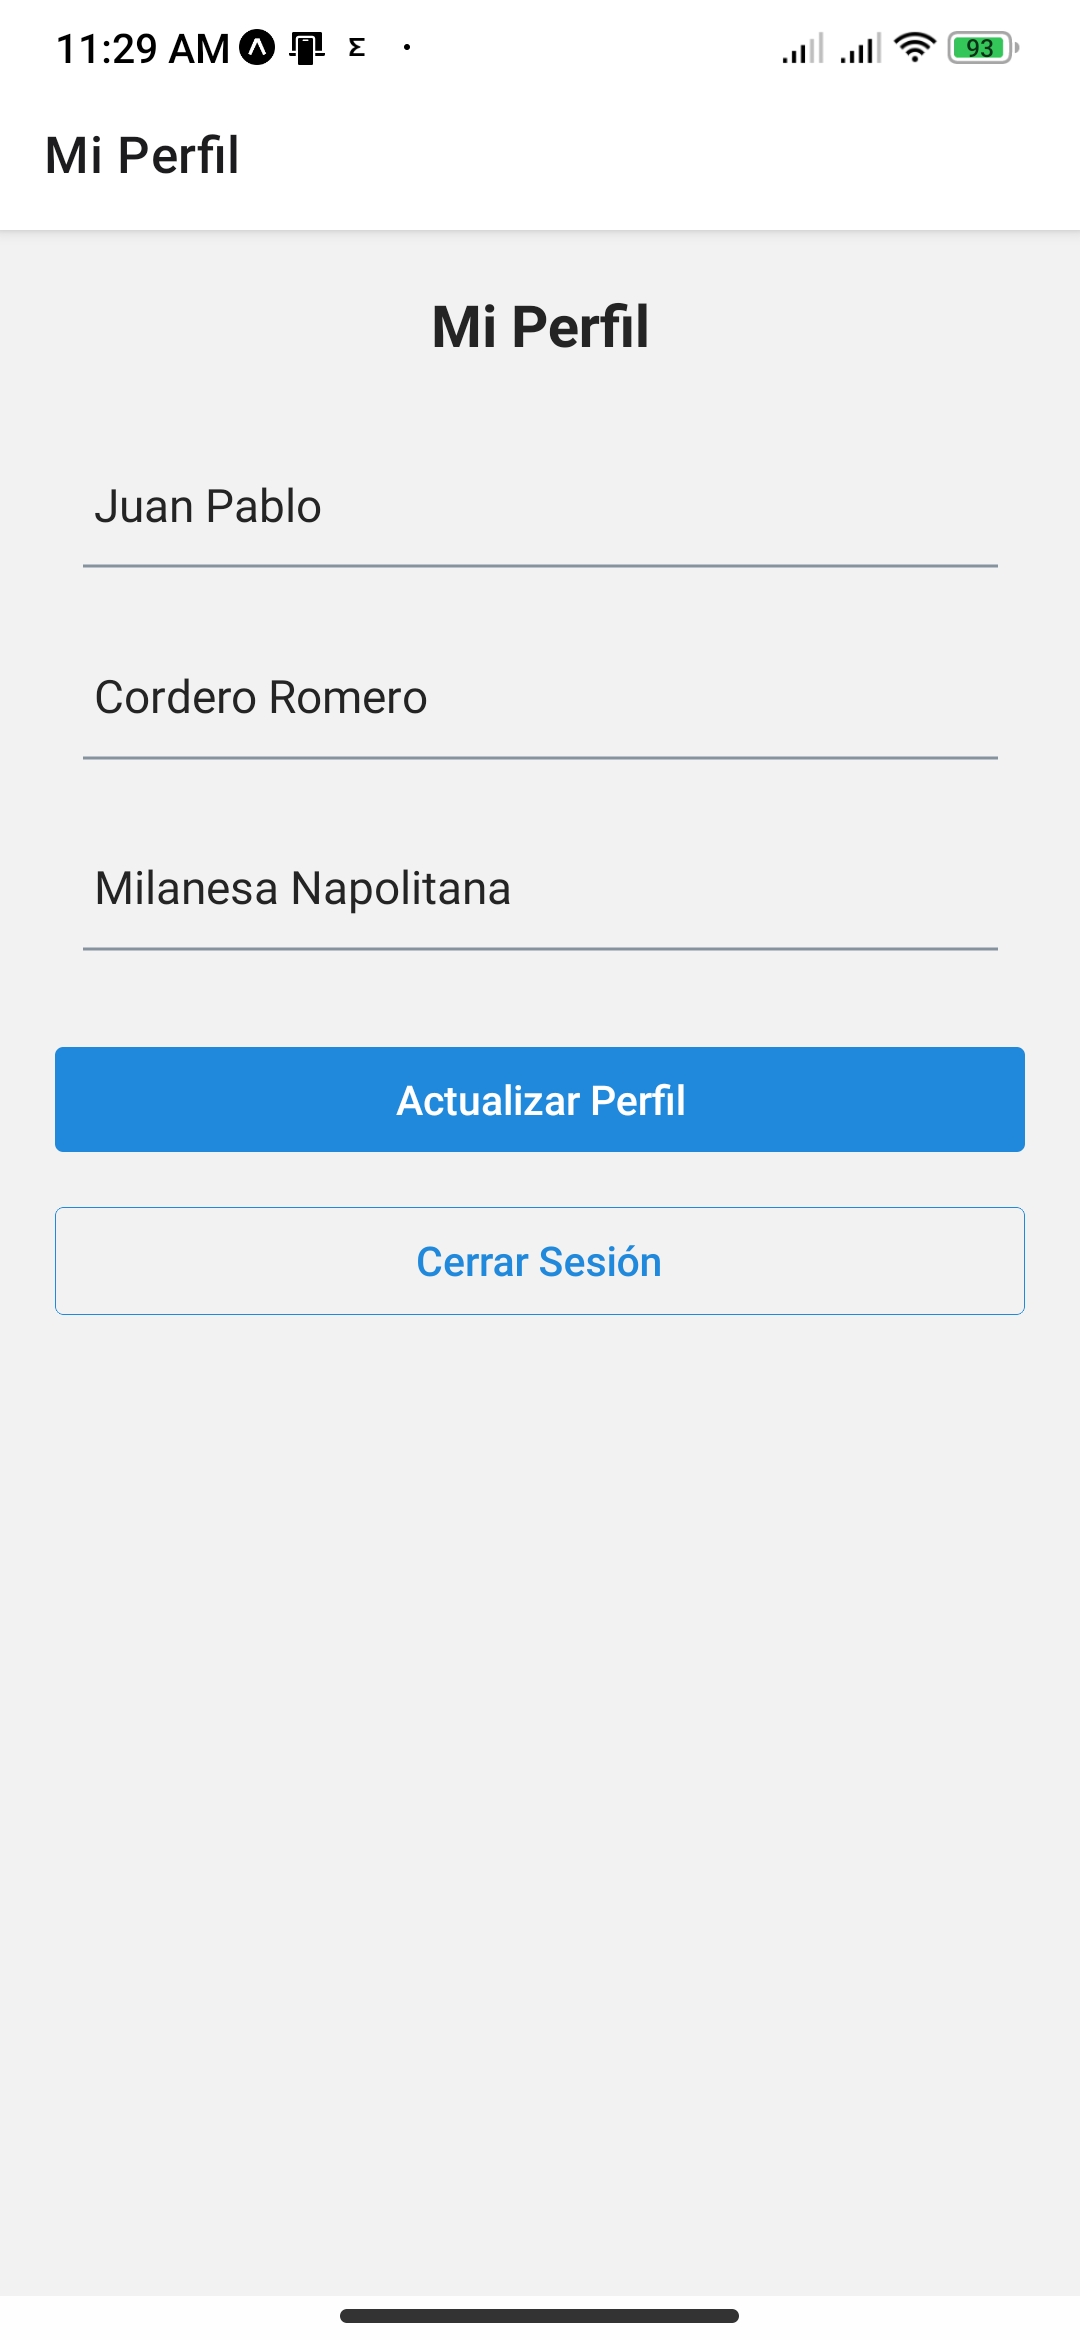 11:29 AM Σ
93
Mi Perfil
Mi Perfil
Juan Pablo
Cordero Romero
Milanesa Napolitana
Actualizar Perfil
Cerrar Sesión